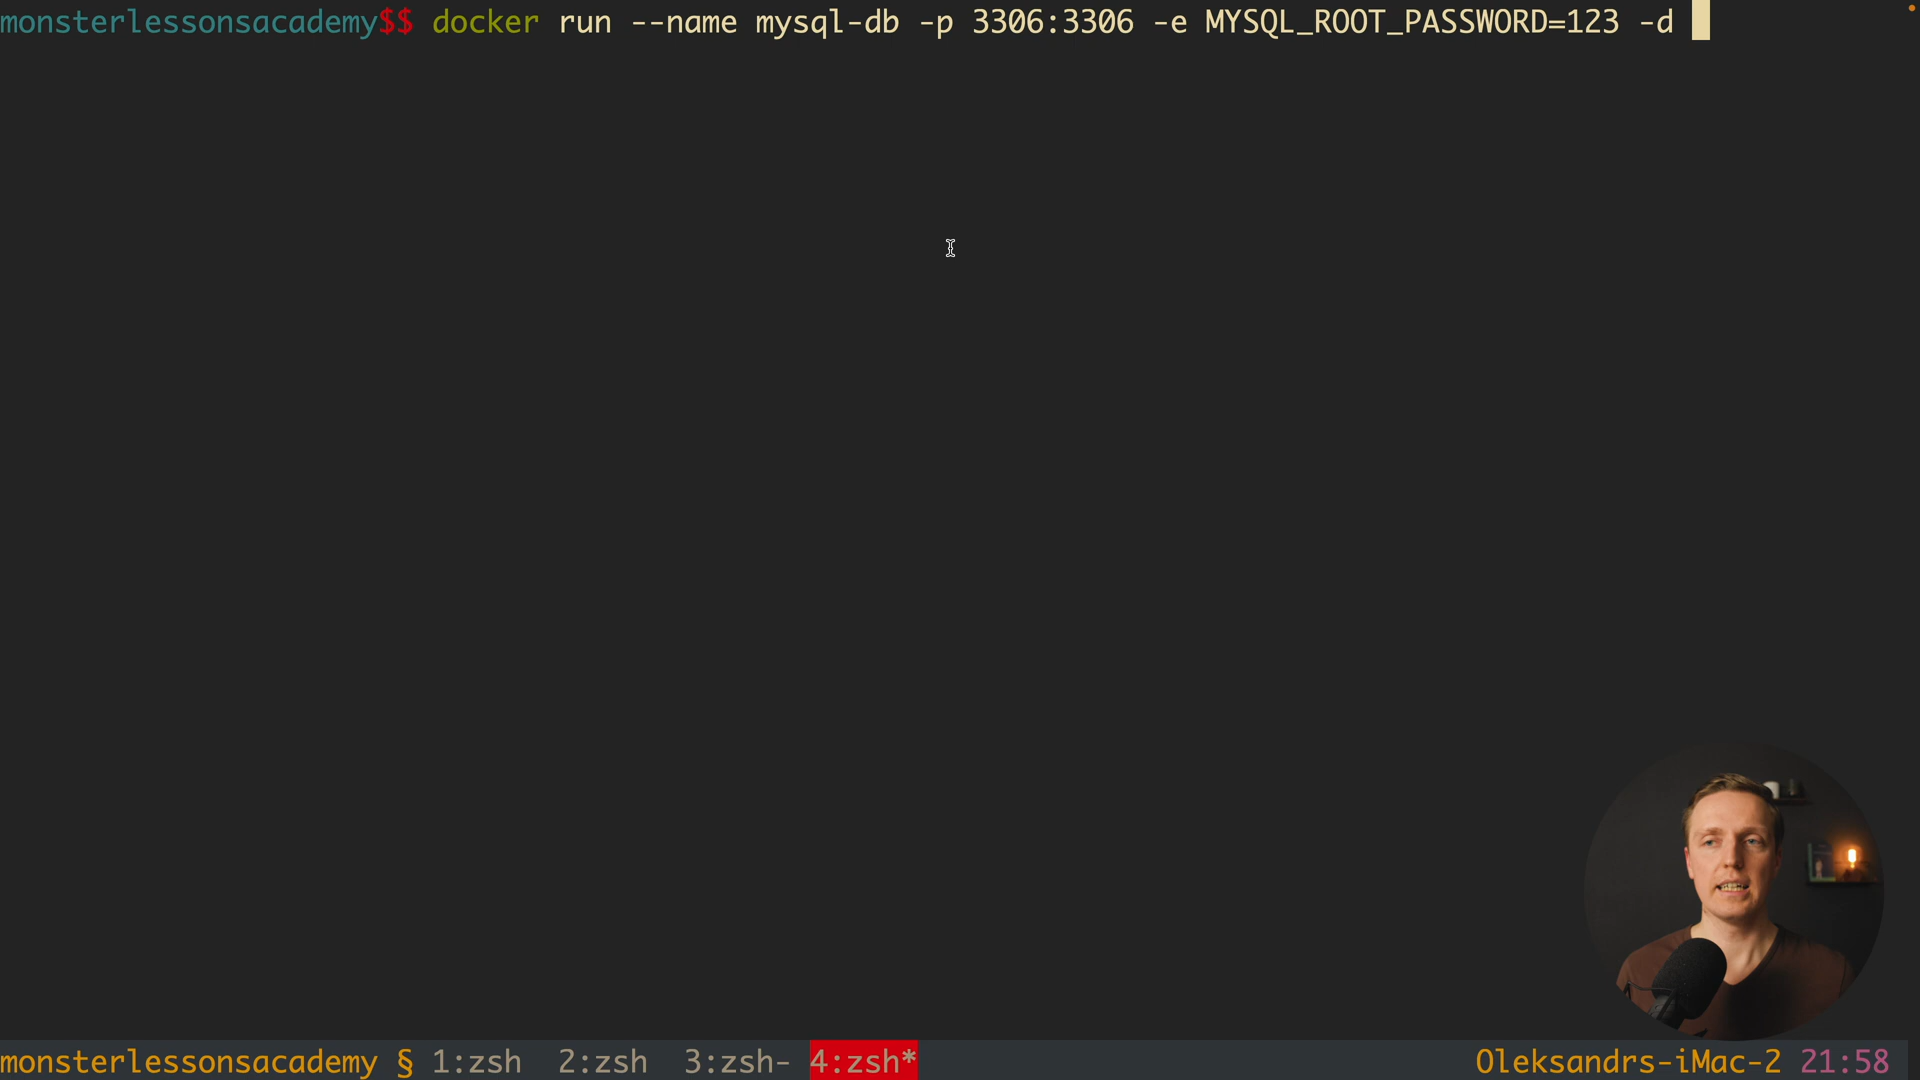 monsterlessonsacademy$$ docker run --name mysql-db -p 3306:3306 -e MYSQL_ROOT_PASSWORD=123 -d
monsterlessonsacademy § 1:zsh 2:zsh 3:zsh- 4:zsh* Oleksandrs-iMac-2 21:58